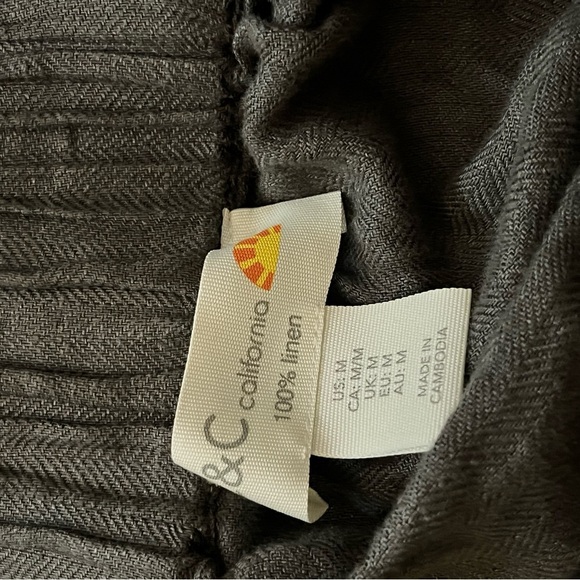 &C california
100% linen
US: M
CA: M/M
UK: M
EU: M
AU: M
MADE IN
CAMBODIA